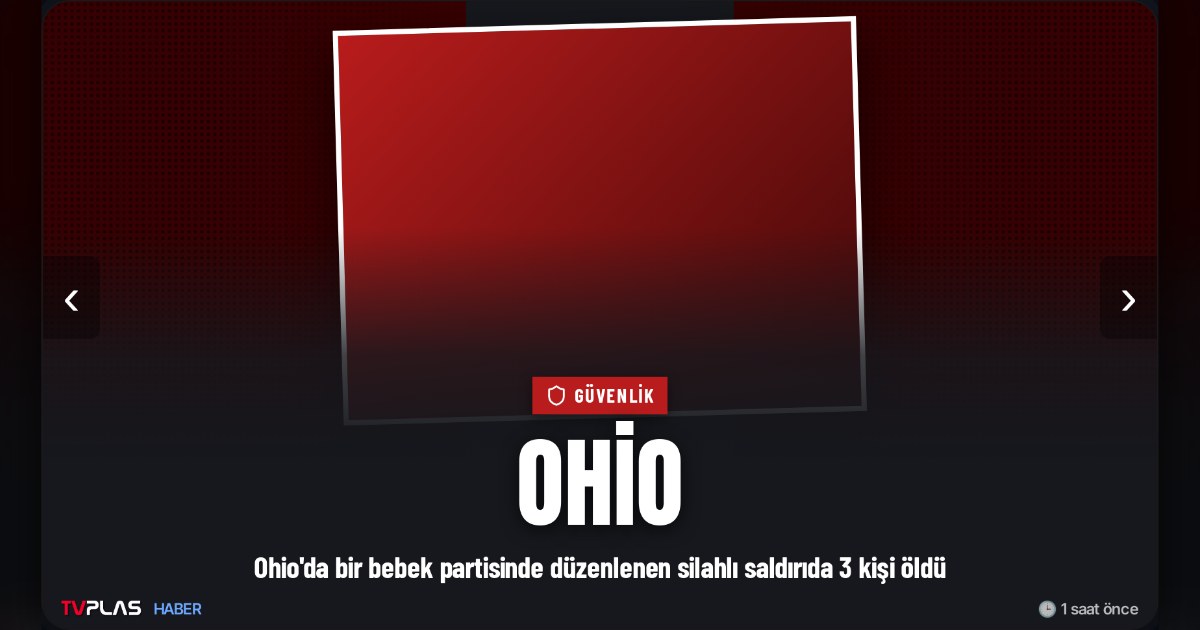 GÜVENLİK
OHİO
Ohio'da bir bebek partisinde düzenlenen silahlı saldırıda 3 kişi öldü
TVPLAS HABER
1 saat önce